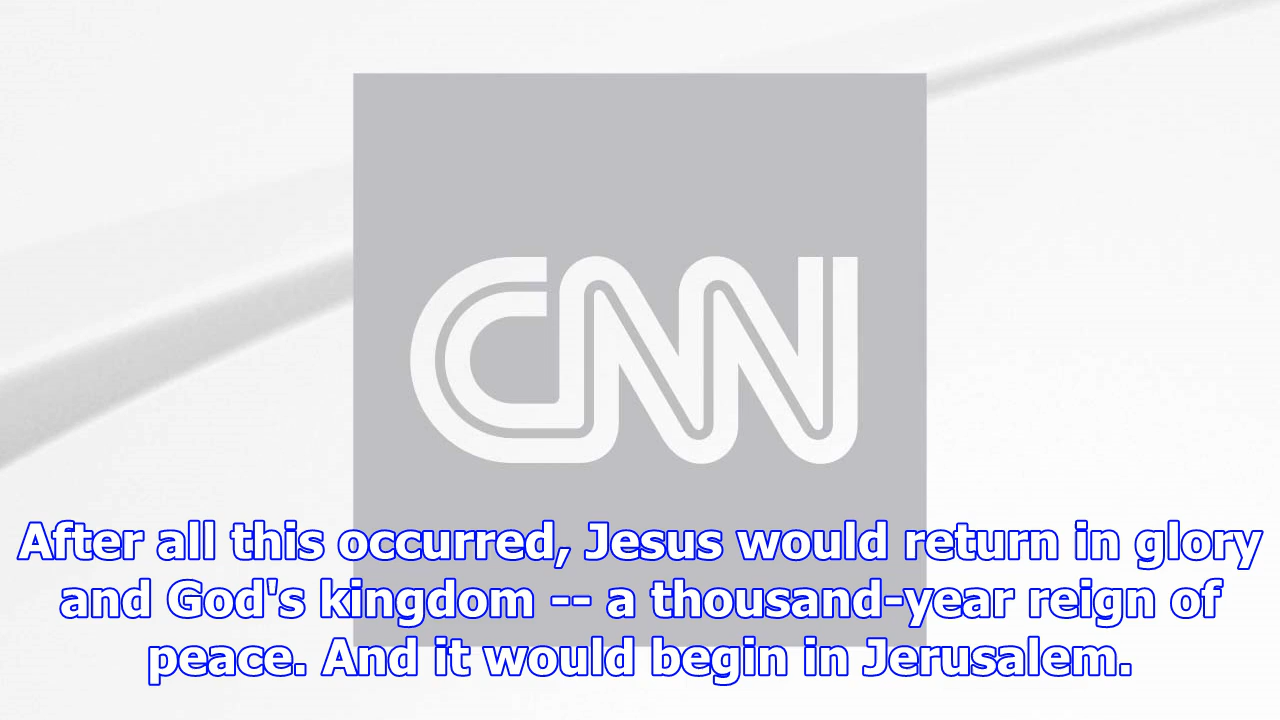 CNN
After all this occurred, Jesus would return in glory
and God's kingdom -- a thousand-year reign of
peace. And it would begin in Jerusalem.